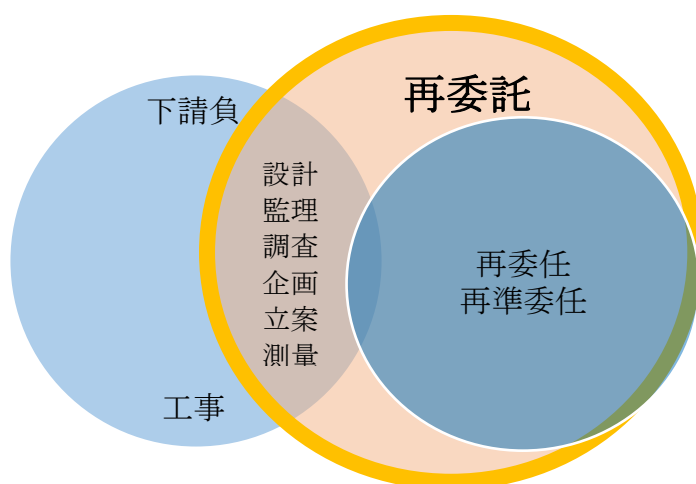 再委託
下請負
設計
監理
調査
企画
立案
測量
再委任
再準委任
工事